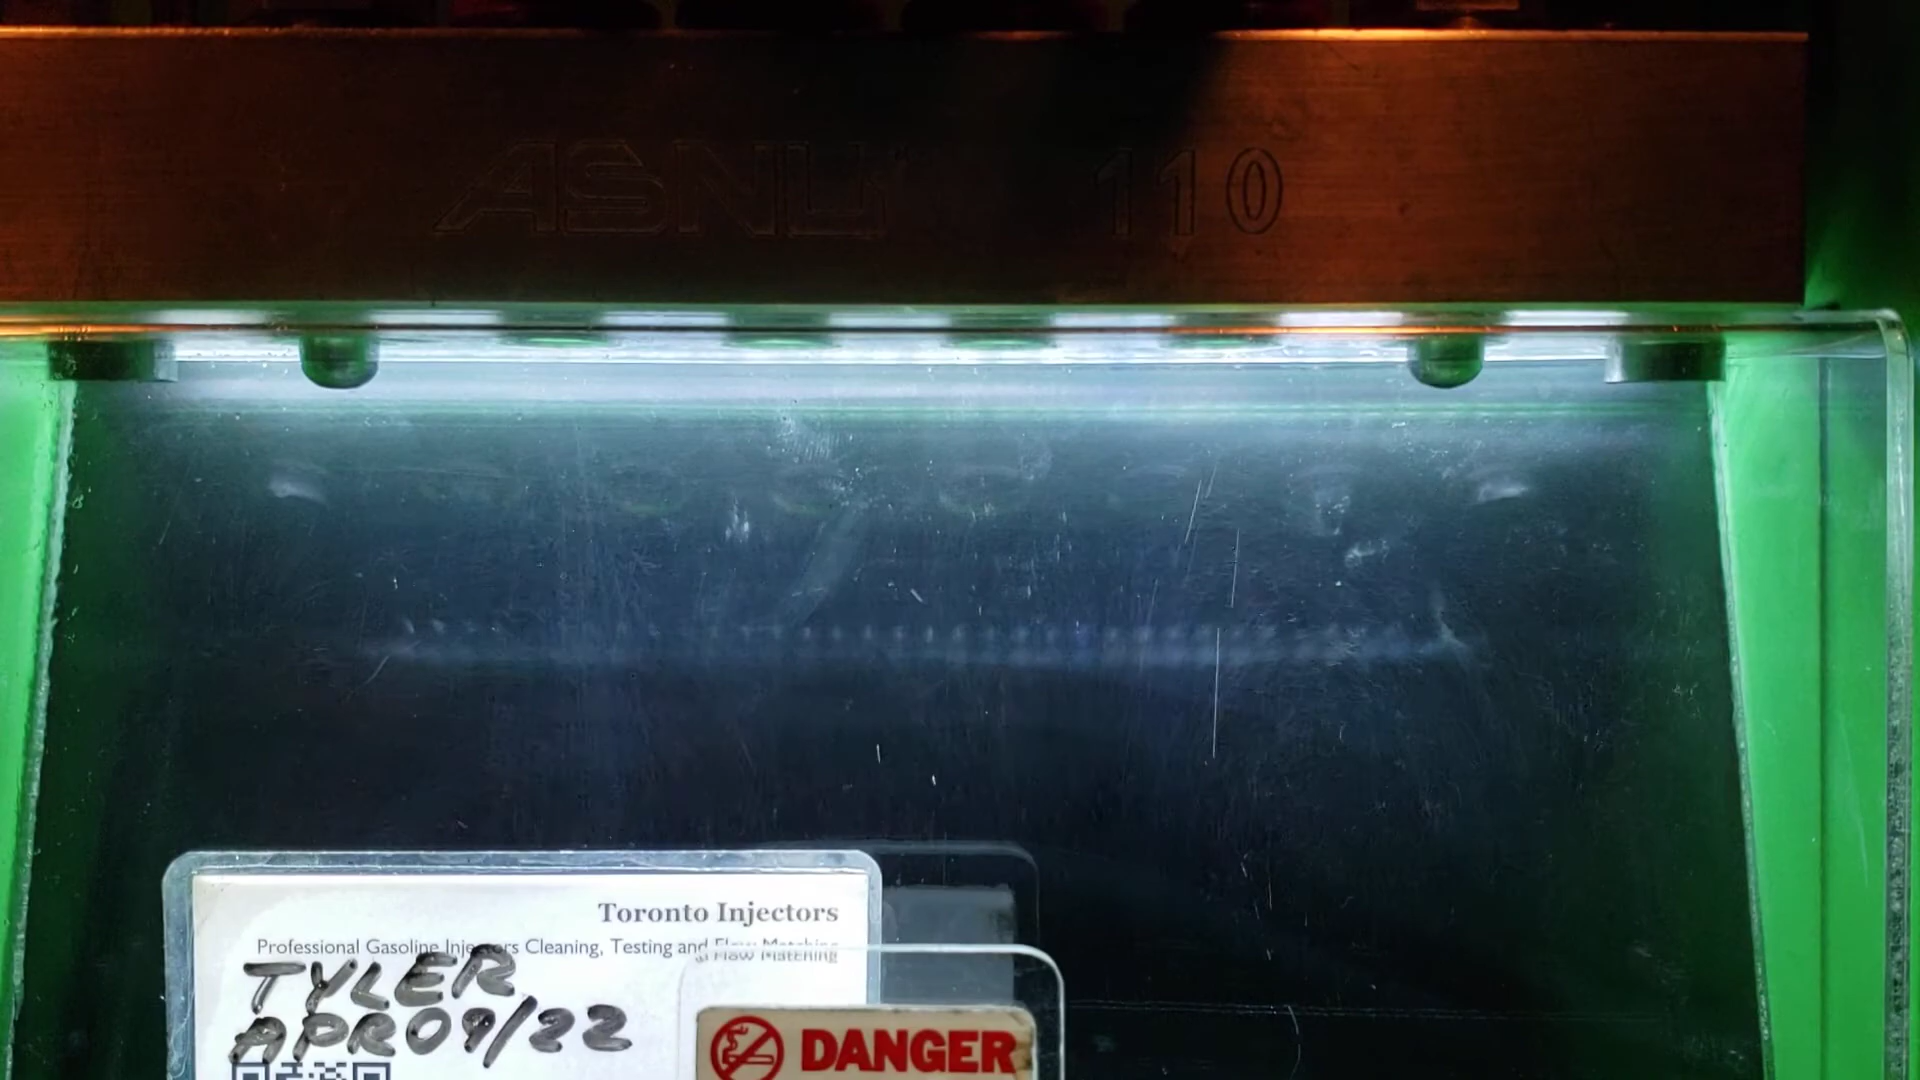 ASNU 110
Toronto Injectors
Professional Gasoline Injectors Cleaning, Testing and Flow Matching
TYLER
APR09/22
DANGER